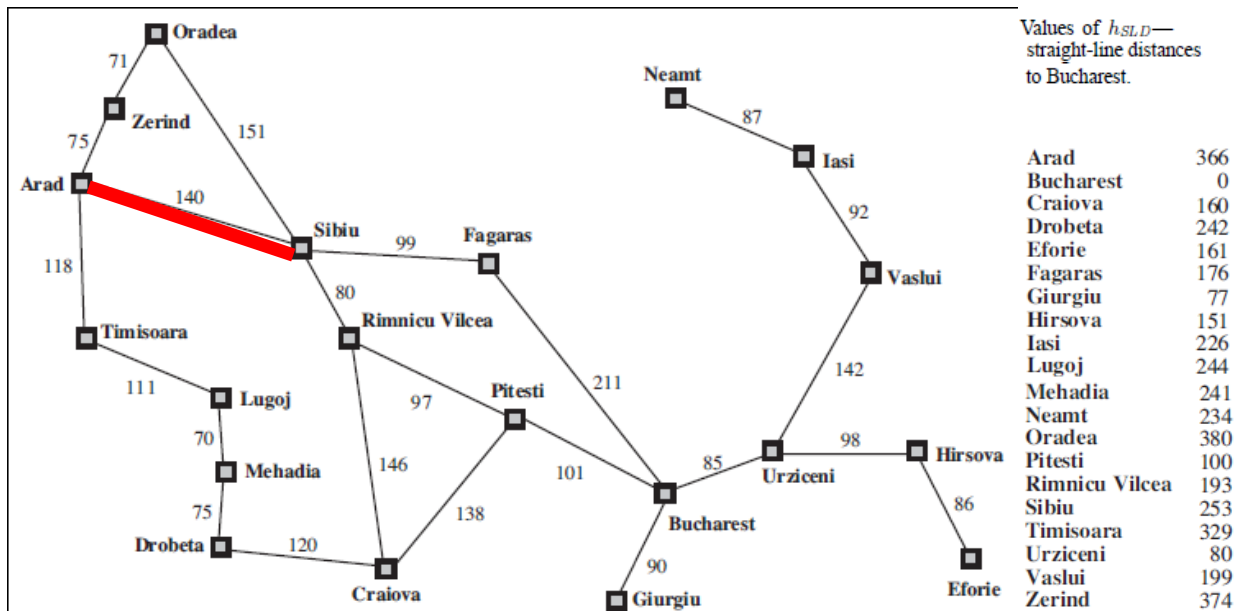 Oradea
71
Neamt
87
Zerind
151
75
Iasi
Arad
140
92
Sibiu
Fagaras
99
118
Vaslui
80
Timisoara
Rimnicu Vilcea
142
211
111
Lugoj
97
Pitesti
70
98
Hirsova
146
85
Mehadia
101
Urziceni
86
75
138
Bucharest
Drobeta
120
90
Craiova
Eforie
Giurgiu
Values of hSLD—
straight-line distances
to Bucharest.
Arad 366
Bucharest 0
Craiova 160
Drobeta 242
Eforie 161
Fagaras 176
Giurgiu 77
Hirsova 151
Iasi 226
Lugoj 244
Mehadia 241
Neamt 234
Oradea 380
Pitesti 100
Rimnicu Vilcea 193
Sibiu 253
Timisoara 329
Urziceni 80
Vaslui 199
Zerind 374